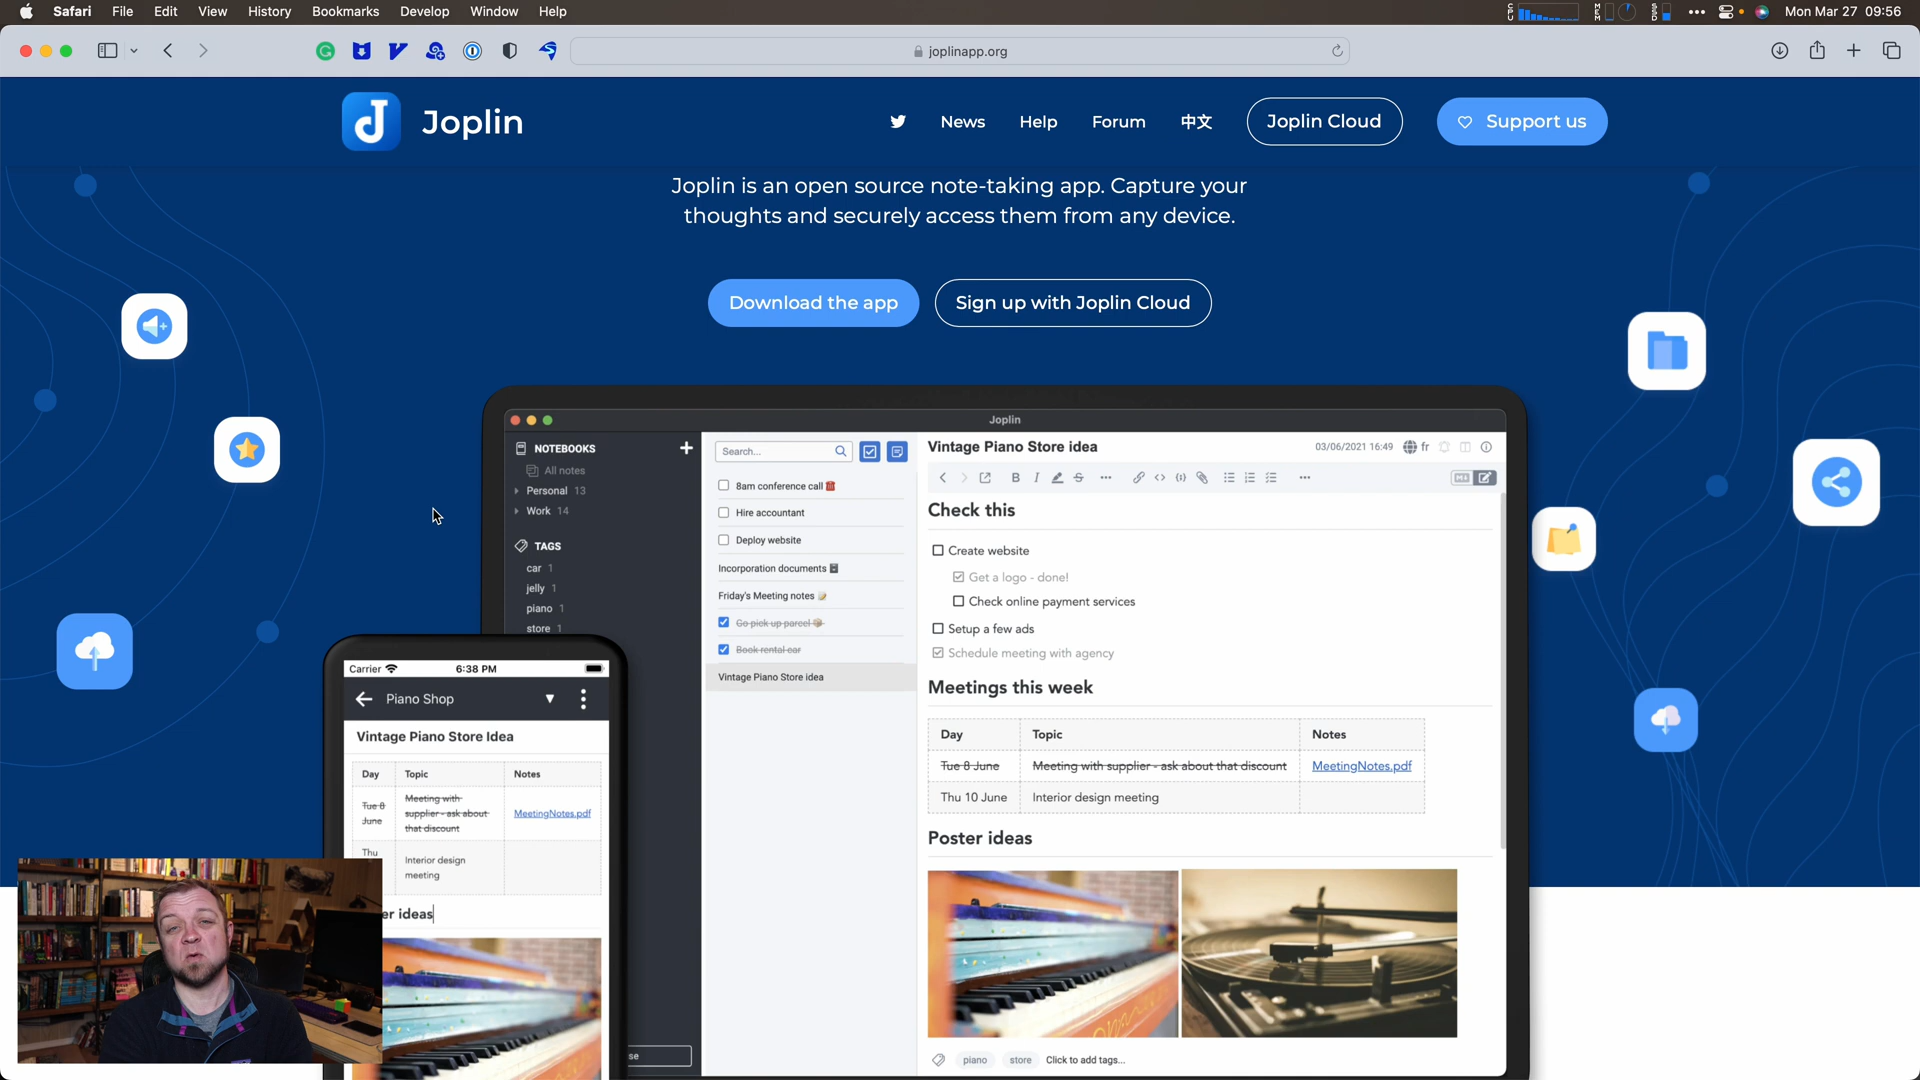 Safari File Edit View History Bookmarks Develop Window Help
CPU MEM SSD Mon Mar 27 09:56
joplinapp.org
Joplin
News Help Forum 中文 Joplin Cloud Support us
Joplin is an open source note-taking app. Capture your
thoughts and securely access them from any device.
Download the app Sign up with Joplin Cloud
Joplin
NOTEBOOKS
All notes
Personal 13
Work 14
TAGS
car 1
jelly 1
piano 1
store 1
Search...
8am conference call
Hire accountant
Deploy website
Incorporation documents
Friday's Meeting notes
Go pick up parcel
Book rental car
Vintage Piano Store idea
Vintage Piano Store idea 03/06/2021 16:49 fr
Check this
Create website
Get a logo - done!
Check online payment services
Setup a few ads
Schedule meeting with agency
Meetings this week
Day Topic Notes
Tue 8 June Meeting with supplier - ask about that discount MeetingNotes.pdf
Thu 10 June Interior design meeting
Poster ideas
piano store Click to add tags...
Carrier 6:38 PM
Piano Shop
Vintage Piano Store Idea
Day Topic Notes
Tue 8
June
Meeting with
supplier - ask about
that discount
MeetingNotes.pdf
Thu
Interior design
meeting
er ideas
se